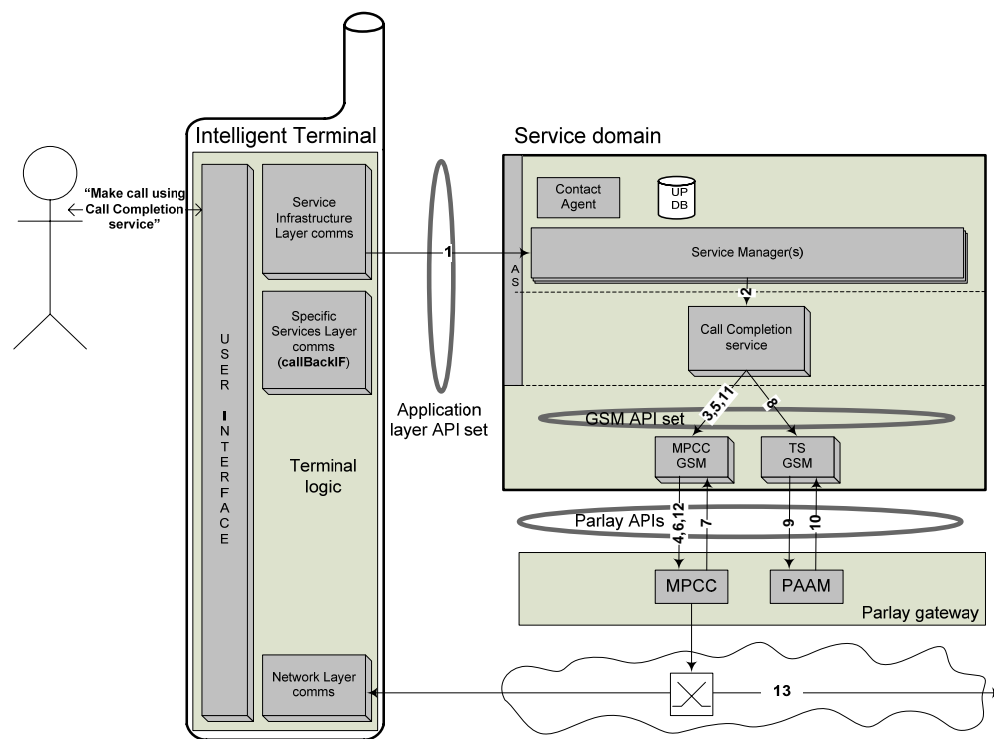 Intelligent Terminal
Service domain
“Make call using
Call Completion
service”
USER INTERFACE
Service
Infrastructure
Layer comms
Specific
Services Layer
comms
(callBackIF)
Terminal
logic
Network Layer
comms
1
Application
layer API set
AS
Contact
Agent
UP
DB
Service Manager(s)
2
Call Completion
service
3,5,11
8
GSM API set
MPCC
GSM
TS
GSM
Parlay APIs
4,6,12
7
9
10
MPCC
PAAM
Parlay gateway
13